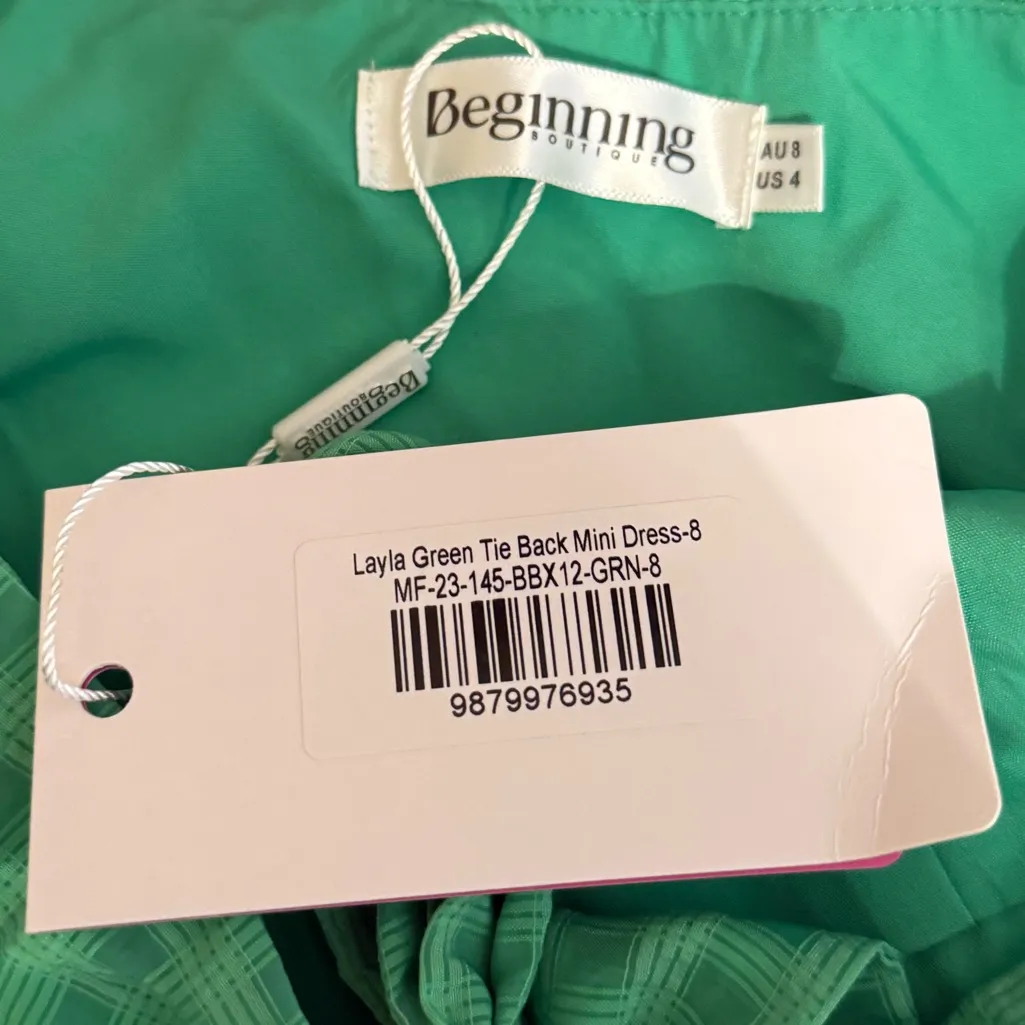 Beginning
BOUTIQUE
AU 8
US 4
Beginning
BOUTIQUE
Layla Green Tie Back Mini Dress-8
MF-23-145-BBX12-GRN-8
9879976935